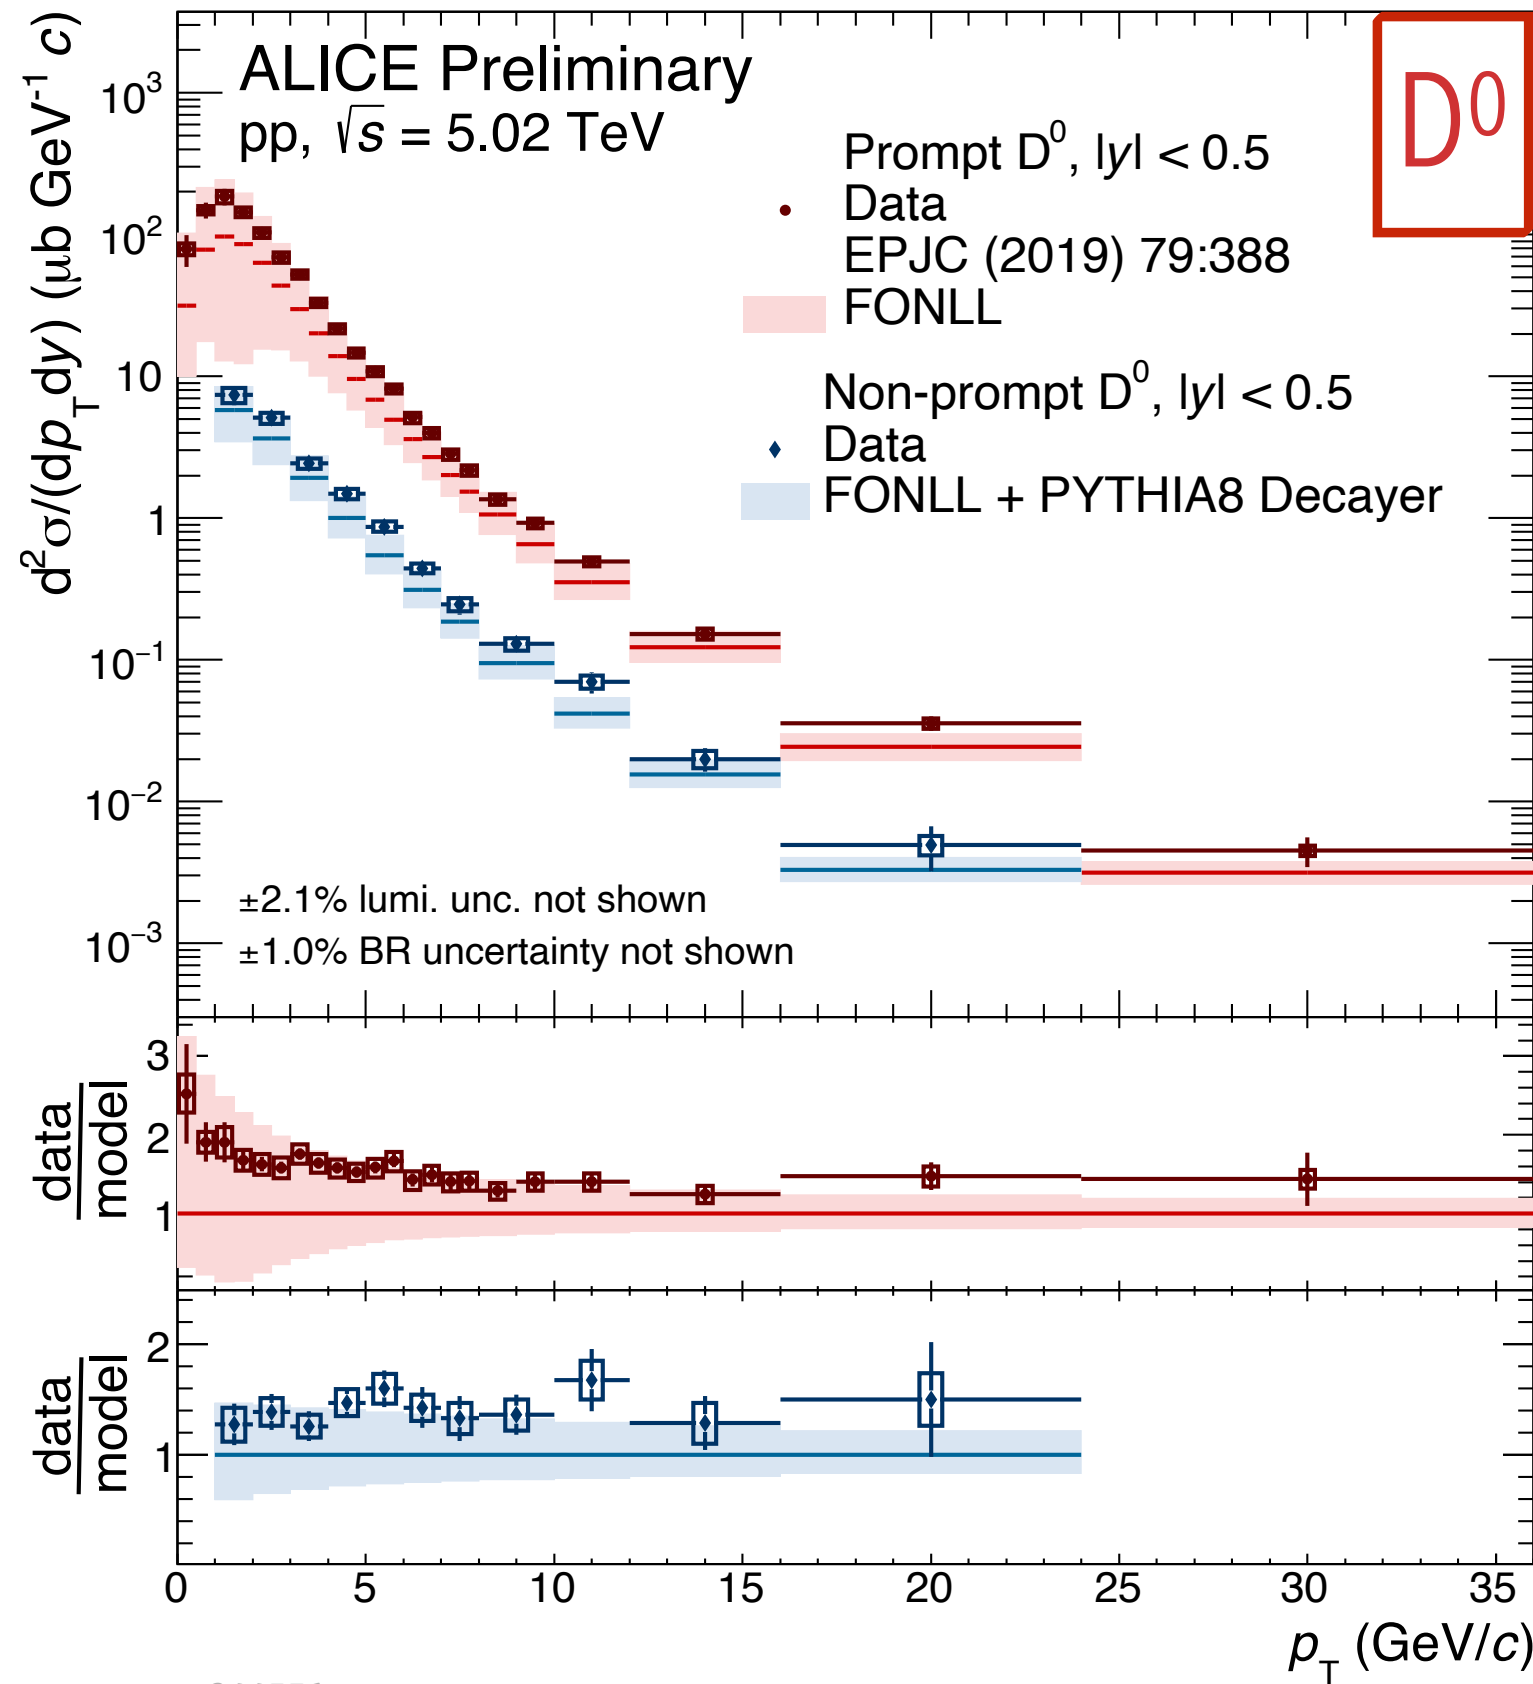 ALICE Preliminary
pp, √s = 5.02 TeV
D⁰
Prompt D⁰, |y| < 0.5
Data
EPJC (2019) 79:388
FONLL
Non-prompt D⁰, |y| < 0.5
Data
FONLL + PYTHIA8 Decayer
±2.1% lumi. unc. not shown
±1.0% BR uncertainty not shown
d²σ/(dp_T dy) (μb GeV⁻¹ c)
10³
10²
10
1
10⁻¹
10⁻²
10⁻³
data
model
3
2
1
data
model
2
1
0 5 10 15 20 25 30 35
p_T (GeV/c)